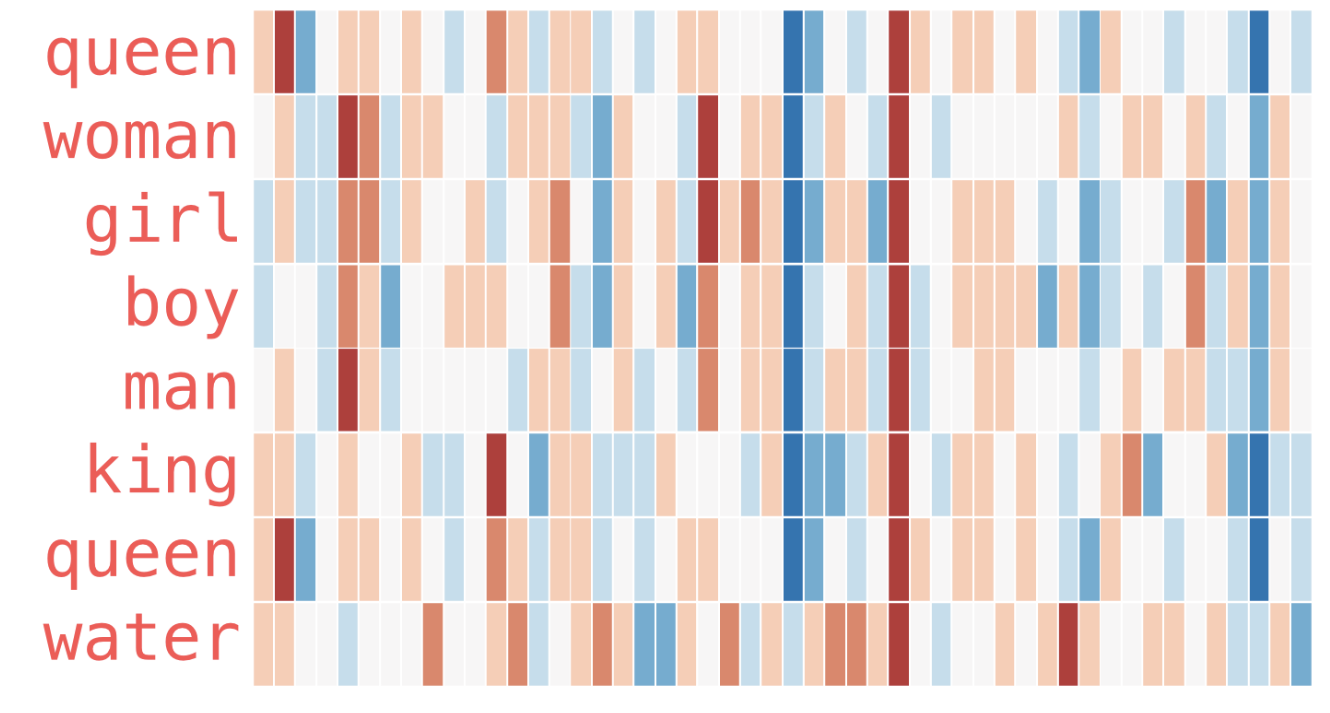 queen
woman
girl
boy
man
king
queen
water